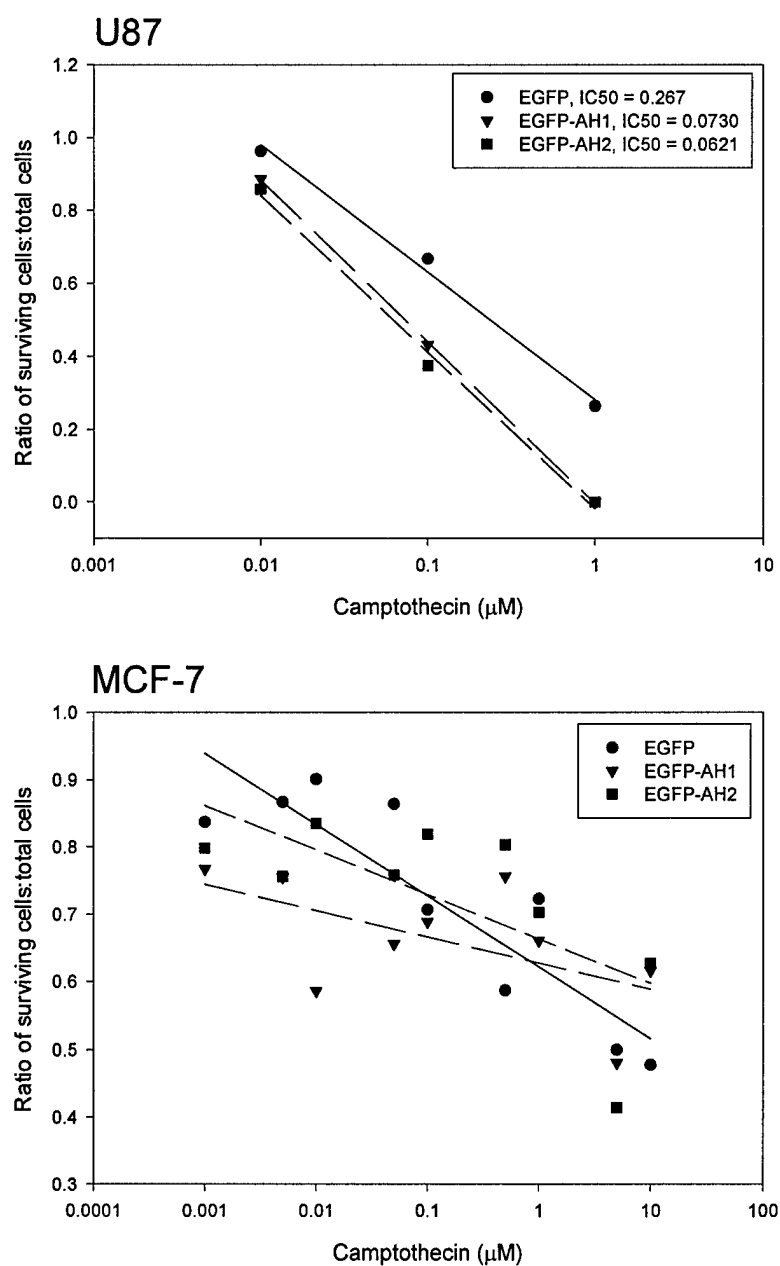 U87
Ratio of surviving cells:total cells
1.2
1.0
0.8
0.6
0.4
0.2
0.0
EGFP, IC50 = 0.267
EGFP-AH1, IC50 = 0.0730
EGFP-AH2, IC50 = 0.0621
0.001 0.01 0.1 1 10
Camptothecin (µM)
MCF-7
Ratio of surviving cells:total cells
1.0
0.9
0.8
0.7
0.6
0.5
0.4
0.3
EGFP
EGFP-AH1
EGFP-AH2
0.0001 0.001 0.01 0.1 1 10 100
Camptothecin (µM)